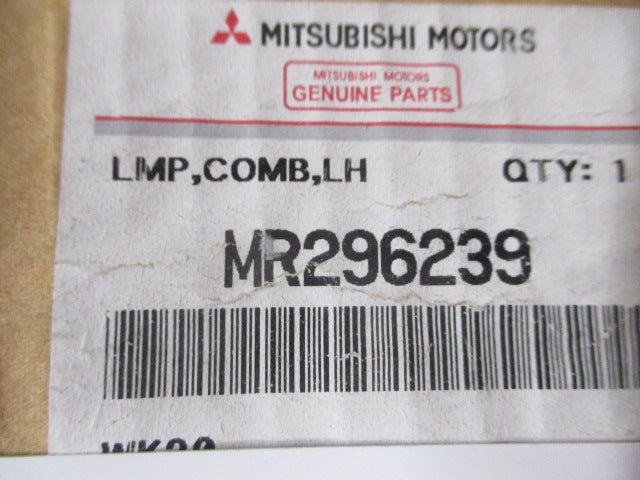 MITSUBISHI MOTORS
MITSUBISHI MOTORS
GENUINE PARTS
LMP,COMB,LH QTY: 1
MR296239